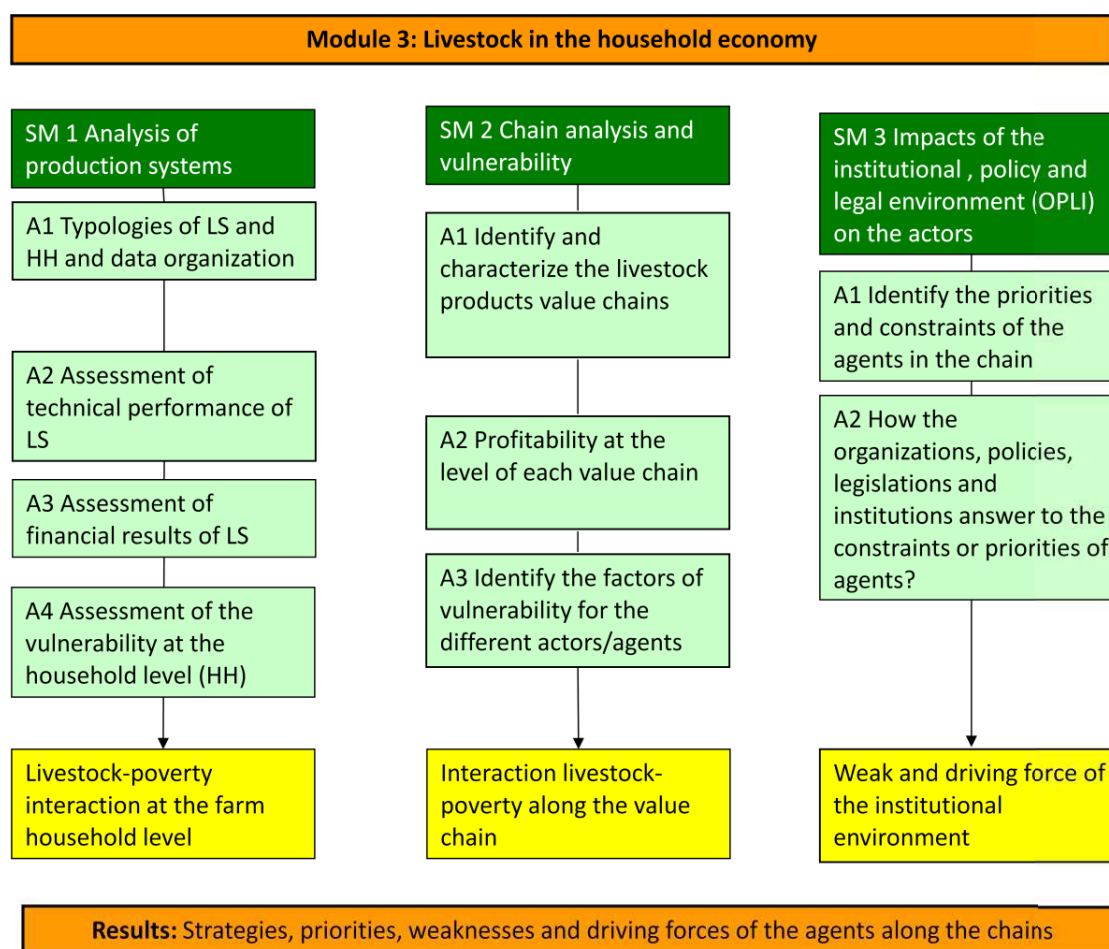 Module 3: Livestock in the household economy
SM 1 Analysis of
production systems
A1 Typologies of LS and
HH and data organization
A2 Assessment of
technical performance of
LS
A3 Assessment of
financial results of LS
A4 Assessment of the
vulnerability at the
household level (HH)
Livestock-poverty
interaction at the farm
household level
SM 2 Chain analysis and
vulnerability
A1 Identify and
characterize the livestock
products value chains
A2 Profitability at the
level of each value chain
A3 Identify the factors of
vulnerability for the
different actors/agents
Interaction livestock-
poverty along the value
chain
SM 3 Impacts of the
institutional , policy and
legal environment (OPLI)
on the actors
A1 Identify the priorities
and constraints of the
agents in the chain
A2 How the
organizations, policies,
legislations and
institutions answer to the
constraints or priorities of
agents?
Weak and driving force of
the institutional
environment
Results: Strategies, priorities, weaknesses and driving forces of the agents along the chains